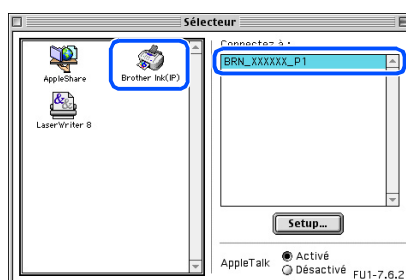 Sélecteur
AppleShare
Brother Ink(IP)
LaserWriter 8
Connectez à :
BRN_XXXXXX_P1
Setup...
AppleTalk
Activé
Désactivé
FU1-7.6.2